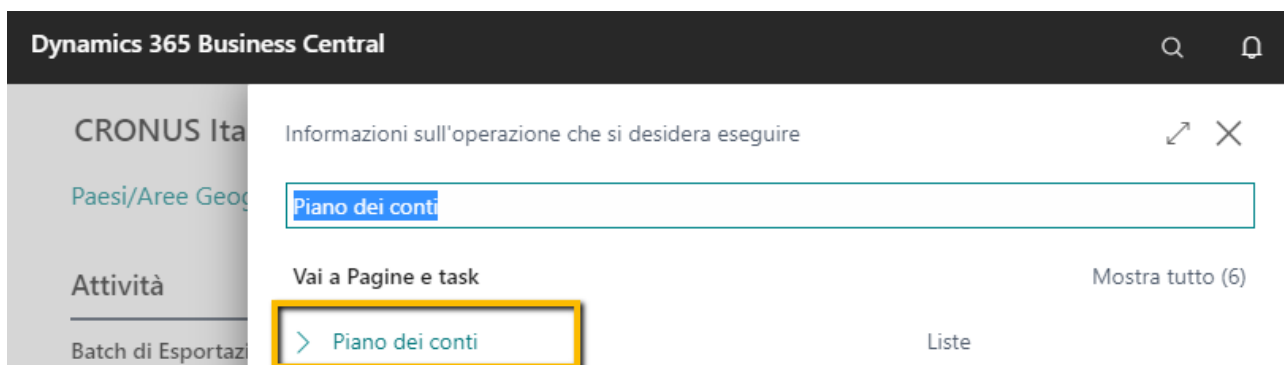 Dynamics 365 Business Central
CRONUS Ita
Informazioni sull'operazione che si desidera eseguire
Paesi/Aree Geog
Piano dei conti
Attività
Vai a Pagine e task
Mostra tutto (6)
Batch di Esportazi
Piano dei conti
Liste